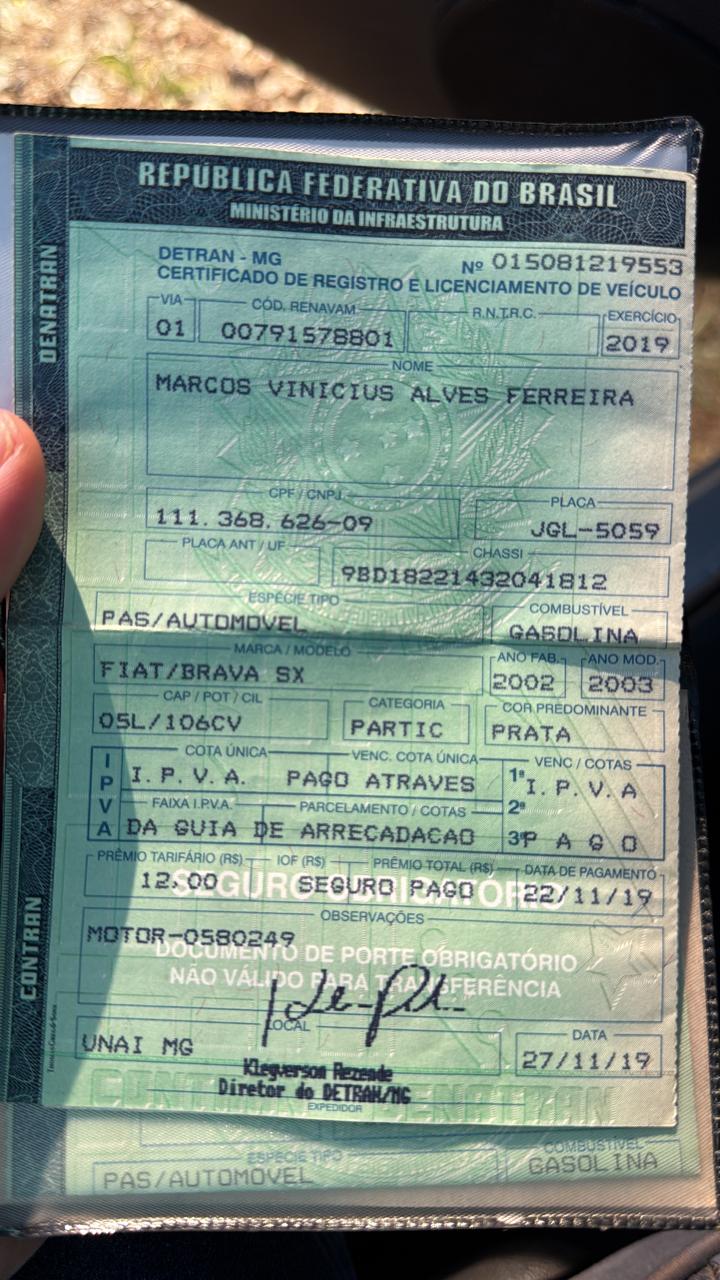 REPÚBLICA FEDERATIVA DO BRASIL
MINISTÉRIO DA INFRAESTRUTURA
DENATRAN
DETRAN - MG Nº 015081219553
CERTIFICADO DE REGISTRO E LICENCIAMENTO DE VEÍCULO
VIA CÓD. RENAVAM R.N.T.R.C. EXERCÍCIO
01 00791578801 2019
NOME
MARCOS VINICIUS ALVES FERREIRA
CPF / CNPJ PLACA
111.368.626-09 JGL-5059
PLACA ANT / UF CHASSI
9BD18221432041812
ESPÉCIE TIPO COMBUSTÍVEL
PAS/AUTOMOVEL GASOLINA
MARCA / MODELO ANO FAB. ANO MOD.
FIAT/BRAVA SX 2002 2003
CAP / POT / CIL CATEGORIA COR PREDOMINANTE
05L/106CV PARTIC PRATA
IPVA
COTA ÚNICA VENC. COTA ÚNICA VENC / COTAS
I.P.V.A. PAGO ATRAVES 1ª I.P.V.A
FAIXA I.P.V.A. PARCELAMENTO / COTAS 2ª
DA GUIA DE ARRECADACAO 3ª P A G O
PRÊMIO TARIFÁRIO (R$) IOF (R$) PRÊMIO TOTAL (R$) DATA DE PAGAMENTO
12,00 SEGURO PAGO 22/11/19
SEGURO OBRIGATÓRIO
OBSERVAÇÕES
MOTOR-0580249
DOCUMENTO DE PORTE OBRIGATÓRIO
NÃO VÁLIDO PARA TRANSFERÊNCIA
CONTRAN
LOCAL DATA
UNAI MG 27/11/19
Klegverson Rezende
Diretor do DETRAN/MG
EXPEDIDOR
CONTRAN DENATRAN
ESPÉCIE TIPO COMBUSTÍVEL
PAS/AUTOMOVEL GASOLINA